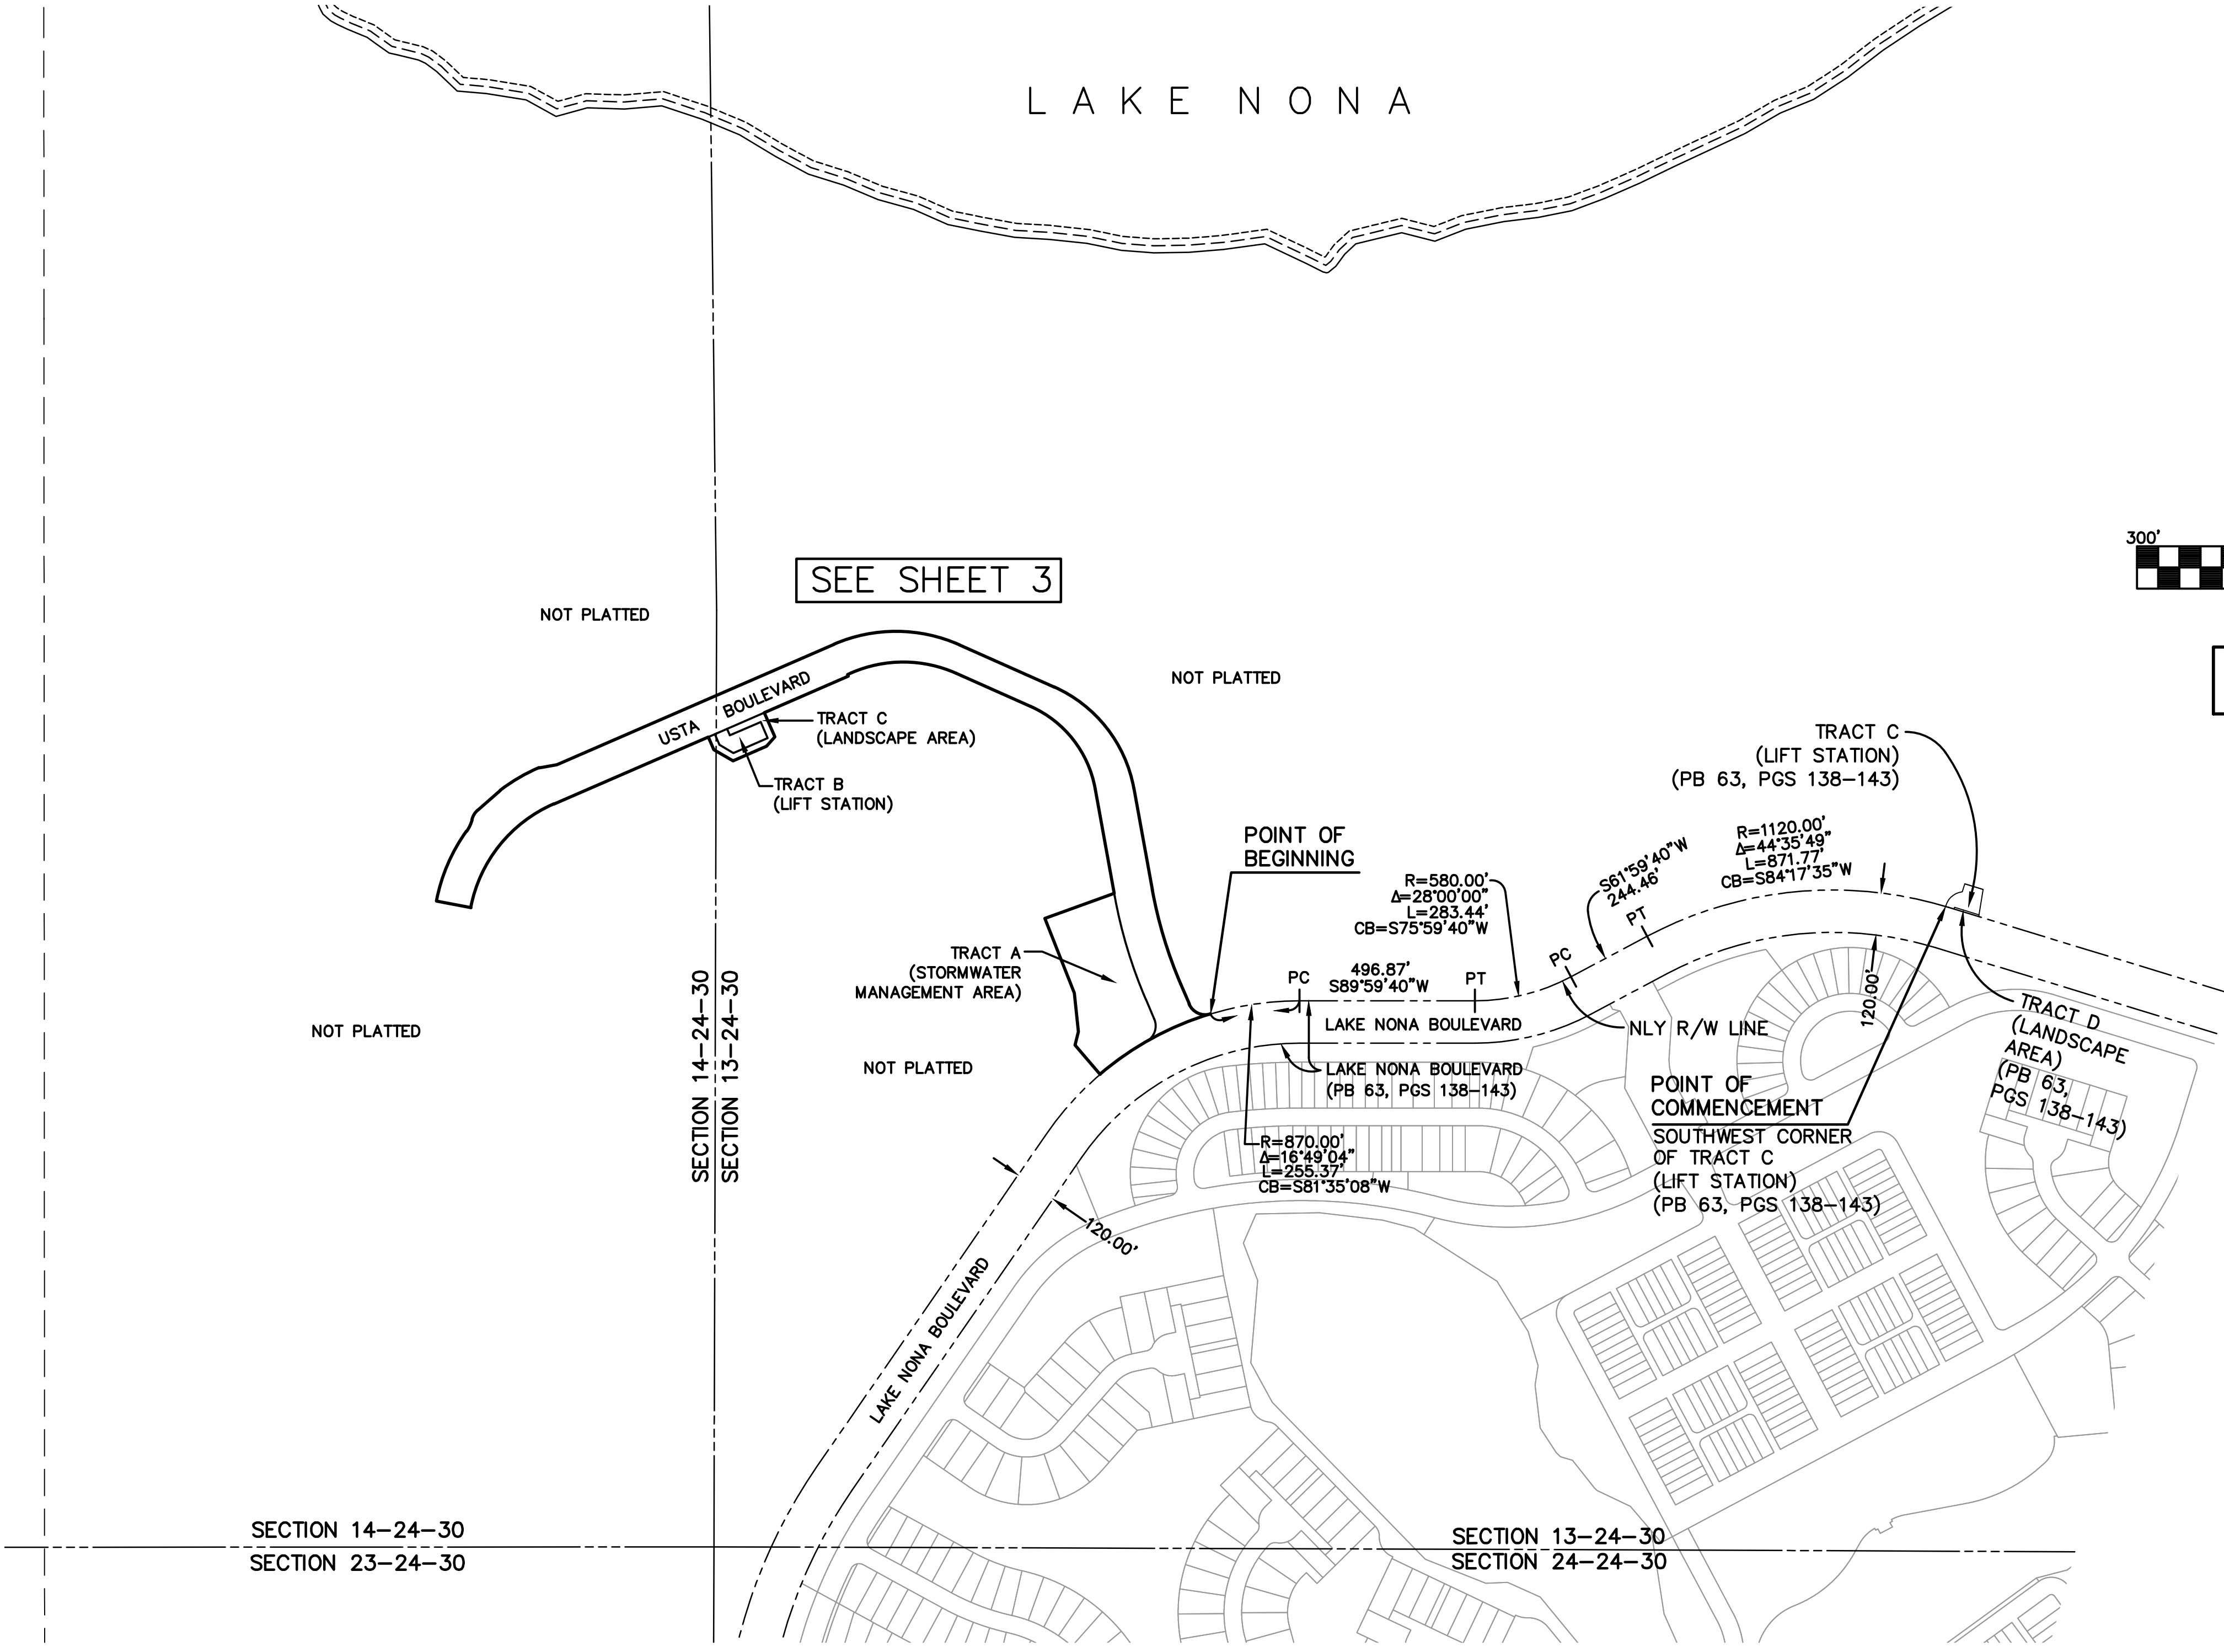 LAKE NONA
300'
SEE SHEET 3
NOT PLATTED
NOT PLATTED
USTA BOULEVARD
TRACT C
(LANDSCAPE AREA)
TRACT B
(LIFT STATION)
TRACT C
(LIFT STATION)
(PB 63, PGS 138-143)
POINT OF
BEGINNING
R=580.00'
Δ=28°00'00"
L=283.44'
CB=S75°59'40"W
S61°59'40"W
244.46'
R=1120.00'
Δ=44°35'49"
L=871.77'
CB=S84°17'35"W
PT
PC
TRACT A
(STORMWATER
MANAGEMENT AREA)
PC
496.87'
S89°59'40"W
PT
LAKE NONA BOULEVARD
NLY R/W LINE
120.00'
TRACT D
(LANDSCAPE
AREA)
(PB 63,
PGS 138-143)
NOT PLATTED
SECTION 14-24-30
SECTION 13-24-30
NOT PLATTED
LAKE NONA BOULEVARD
(PB 63, PGS 138-143)
POINT OF
COMMENCEMENT
SOUTHWEST CORNER
OF TRACT C
(LIFT STATION)
(PB 63, PGS 138-143)
R=870.00'
Δ=16°49'04"
L=255.37'
CB=S81°35'08"W
120.00'
LAKE NONA BOULEVARD
SECTION 14-24-30
SECTION 23-24-30
SECTION 13-24-30
SECTION 24-24-30